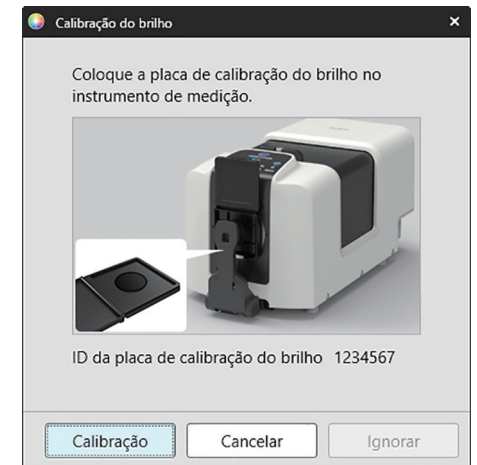 Calibração do brilho
Coloque a placa de calibração do brilho no
instrumento de medição.
ID da placa de calibração do brilho 1234567
Calibração
Cancelar
Ignorar